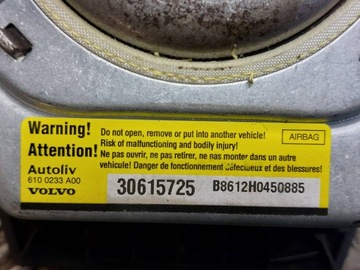 Warning!
Do not open, remove or put into another vehicle!
Risk of malfunctioning and bodily injury!
AIRBAG
Attention!
Ne pas ouvrir, ne pas retirer, ne nas monter dans un autre
vehicule! Danger de fonctionnement defectueux et des blessures!
Autoliv
610 0233 A00
VOLVO
30615725
B8612H0450885